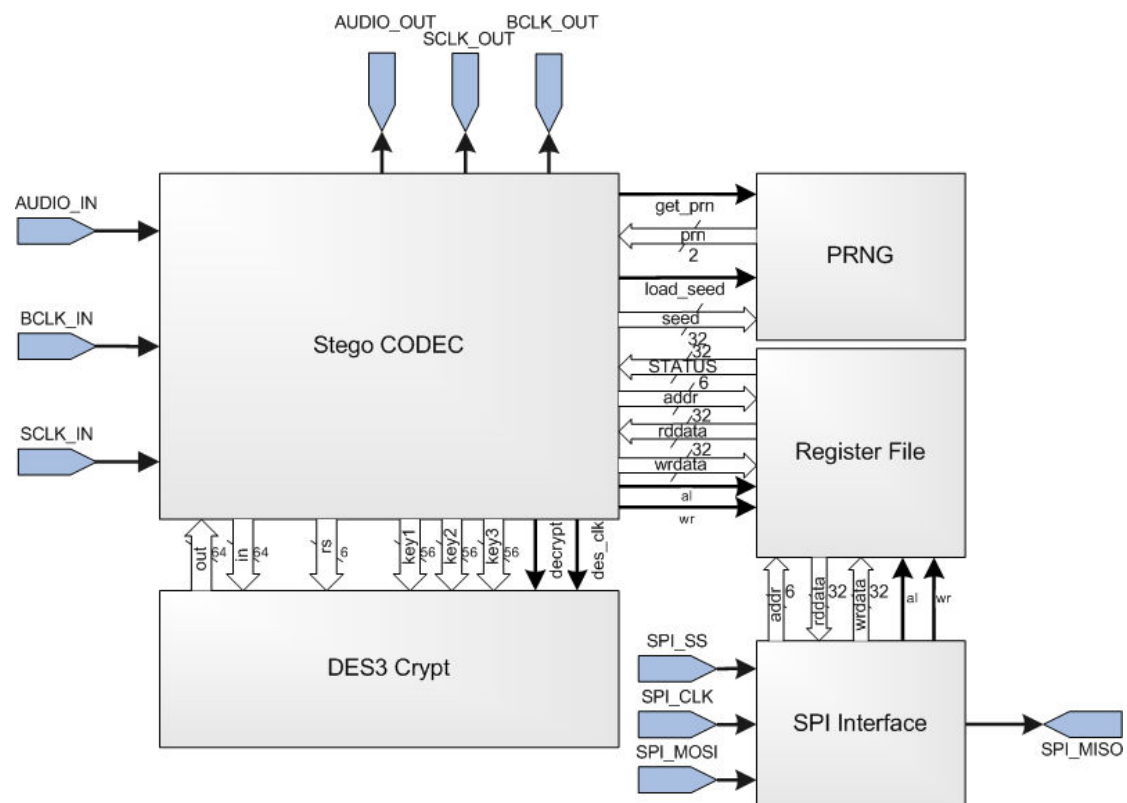 AUDIO_OUT
SCLK_OUT
BCLK_OUT
AUDIO_IN
BCLK_IN
SCLK_IN
Stego CODEC
get_prn
prn
2
load_seed
seed
32
PRNG
32
STATUS
6
addr
32
rddata
32
wrdata
al
wr
Register File
out
64
in
64
rs
6
key1
56
key2
56
key3
56
decrypt
des_clk
DES3 Crypt
addr
6
rddata
32
wrdata
32
al
wr
SPI_SS
SPI_CLK
SPI_MOSI
SPI Interface
SPI_MISO